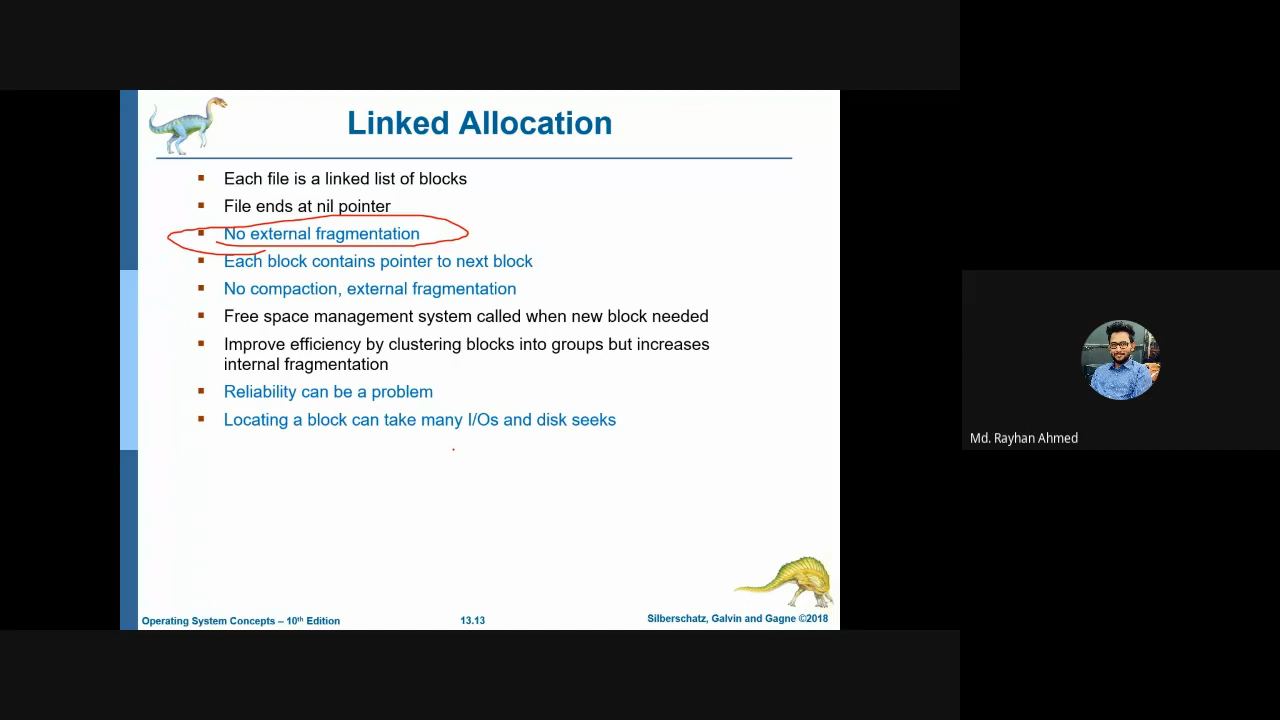 Linked Allocation
Each file is a linked list of blocks
File ends at nil pointer
No external fragmentation
Each block contains pointer to next block
No compaction, external fragmentation
Free space management system called when new block needed
Improve efficiency by clustering blocks into groups but increases
internal fragmentation
Reliability can be a problem
Locating a block can take many I/Os and disk seeks
Operating System Concepts – 10th Edition
13.13
Silberschatz, Galvin and Gagne ©2018
Md. Rayhan Ahmed